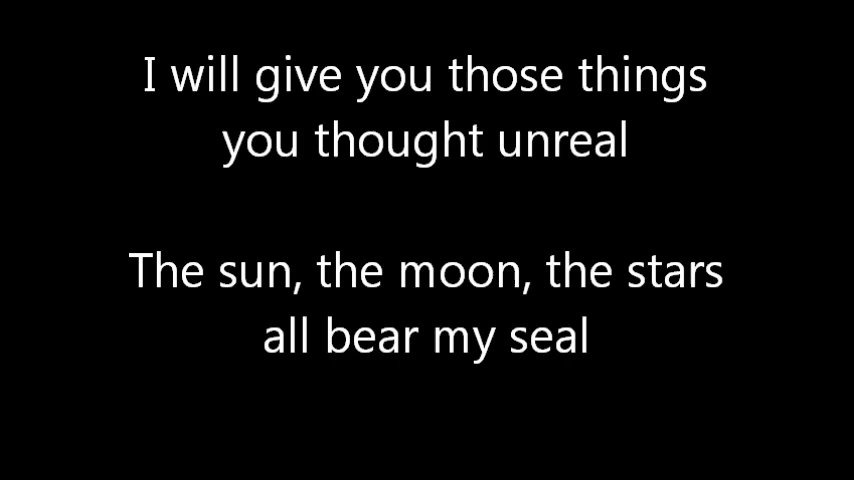 I will give you those things
you thought unreal
The sun, the moon, the stars
all bear my seal